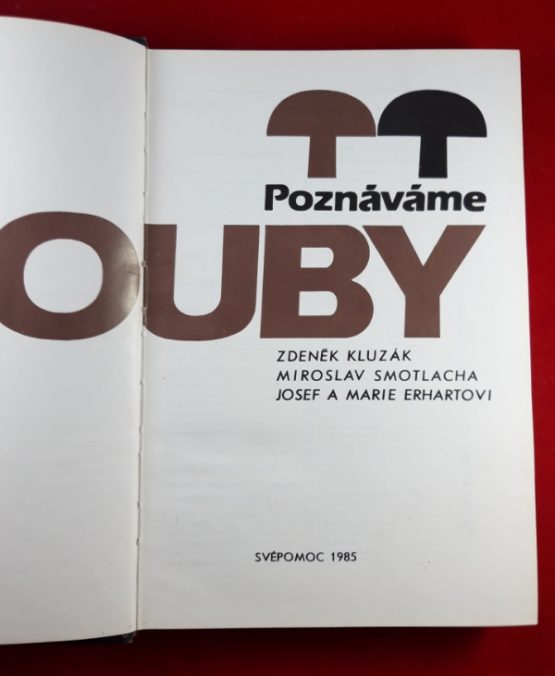 Poznáváme
OUBY
ZDENĚK KLUZÁK
MIROSLAV SMOTLACHA
JOSEF A MARIE ERHARTOVI
SVÉPOMOC 1985